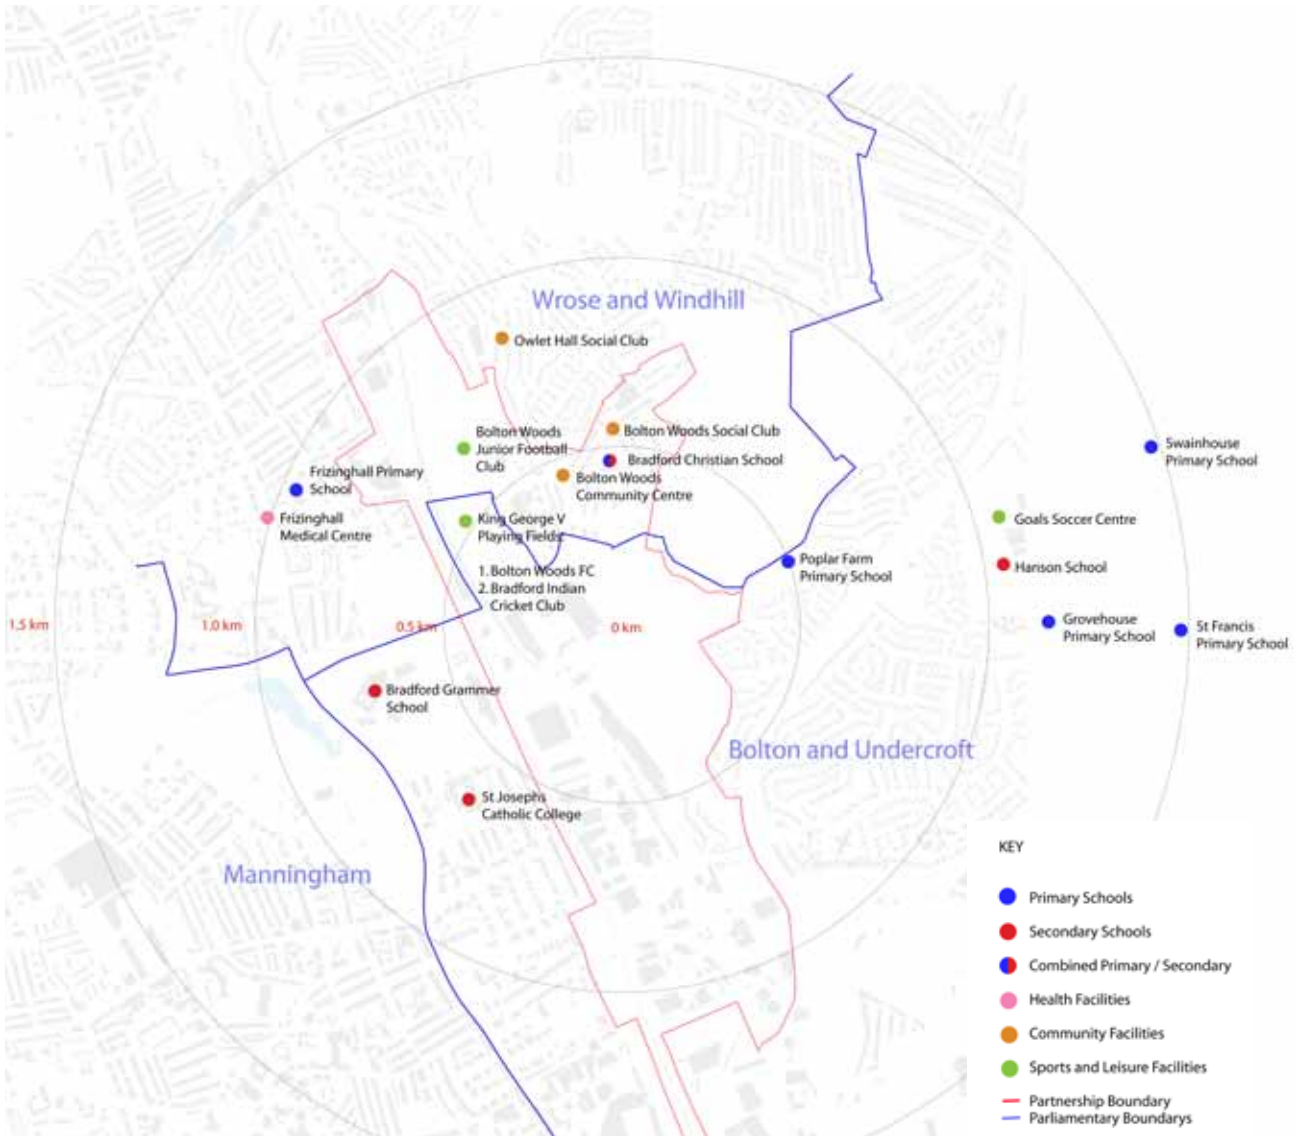 Wrose and Windhill
Owlet Hall Social Club
Bolton Woods
Junior Football
Club
Bolton Woods Social Club
Bradford Christian School
Bolton Woods
Community Centre
Swainhouse
Primary School
Frizinghall Primary
School
Frizinghall
Medical Centre
King George V
Playing Fields:
1. Bolton Woods FC
2. Bradford Indian
Cricket Club
Goals Soccer Centre
Poplar Farm
Primary School
Hanson School
Grovehouse
Primary School
St Francis
Primary School
1.5 km
1.0 km
0.5 km
0 km
Bradford Grammer
School
Bolton and Undercroft
St Josephs
Catholic College
Manningham
KEY
Primary Schools
Secondary Schools
Combined Primary / Secondary
Health Facilities
Community Facilities
Sports and Leisure Facilities
Partnership Boundary
Parliamentary Boundarys